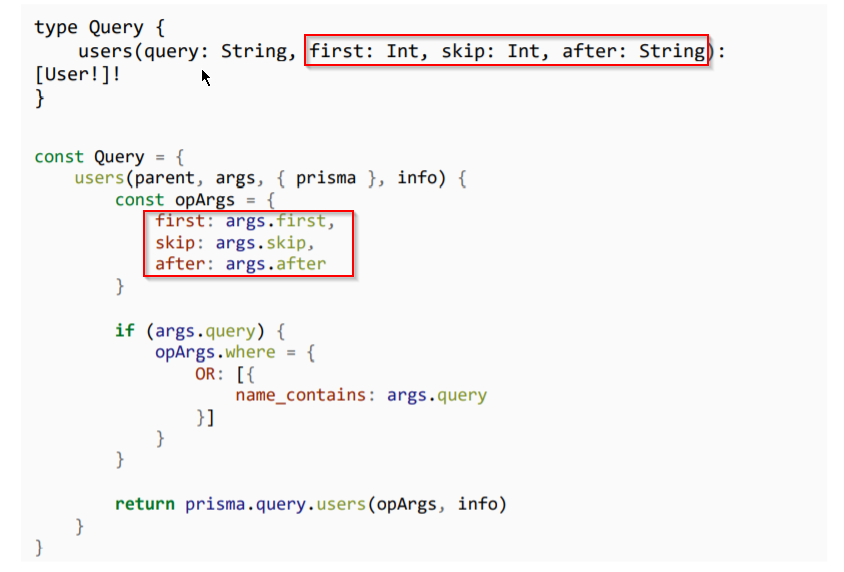 type Query {
    users(query: String, first: Int, skip: Int, after: String):
[User!]!
}
const Query = {
    users(parent, args, { prisma }, info) {
        const opArgs = {
            first: args.first,
            skip: args.skip,
            after: args.after
        }
        if (args.query) {
            opArgs.where = {
                OR: [{
                    name_contains: args.query
                }]
            }
        }
        return prisma.query.users(opArgs, info)
    }
}